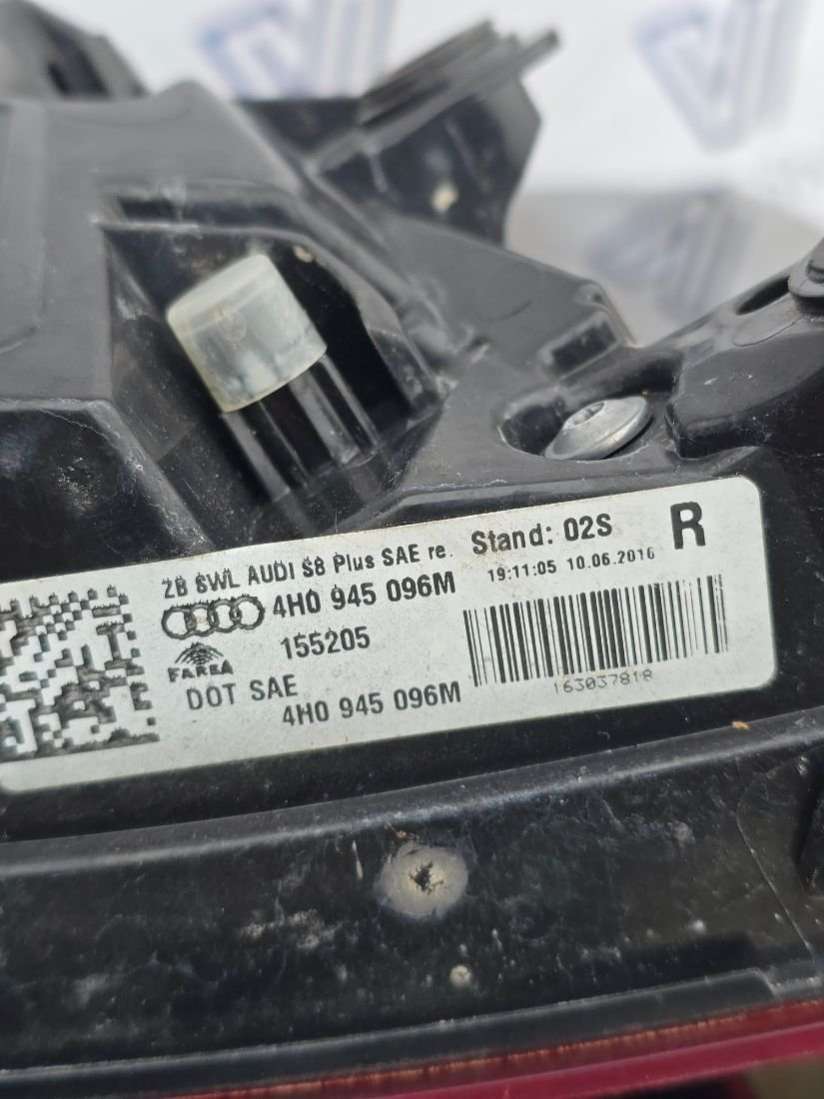 ZB SWL AUDI S8 Plus SAE re.
Stand: 02S
R
4H0 945 096M
19:11:05 10.06.2016
155205
FARBA
DOT SAE
4H0 945 096M
163037818